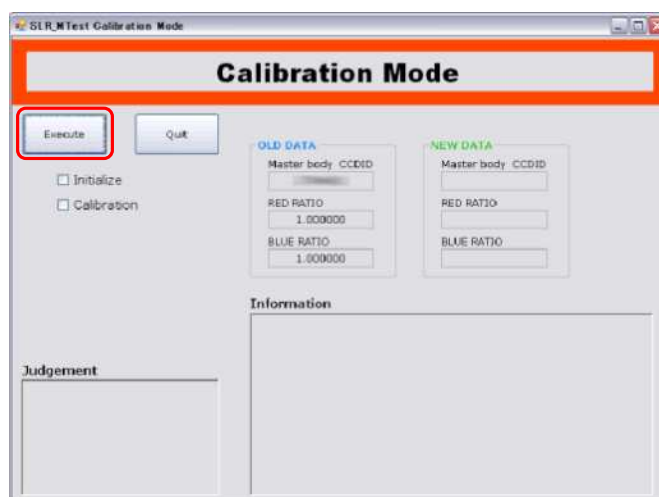 SLR_MTest Calibration Mode
Calibration Mode
Execute
Quit
Initialize
Calibration
OLD DATA
Master body CCDID
RED RATIO
1.000000
BLUE RATIO
1.000000
NEW DATA
Master body CCDID
RED RATIO
BLUE RATIO
Information
Judgement